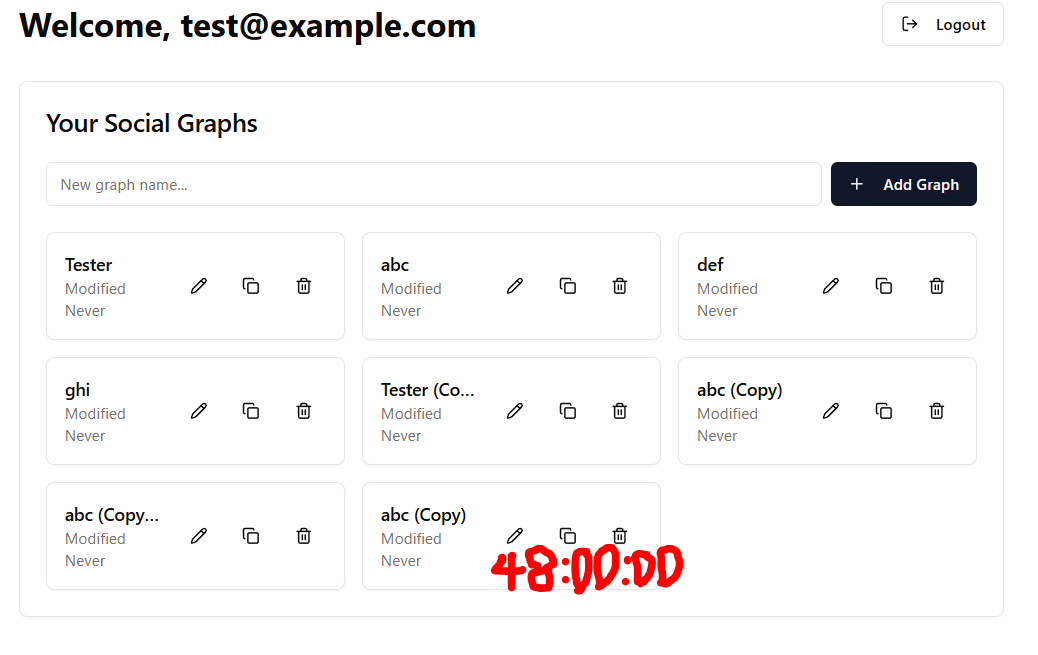 Welcome, test@example.com
Logout
Your Social Graphs
New graph name...
Add Graph
Tester
Modified
Never
abc
Modified
Never
def
Modified
Never
ghi
Modified
Never
Tester (Co...
Modified
Never
abc (Copy)
Modified
Never
abc (Copy...
Modified
Never
abc (Copy)
Modified
Never
48:00:00